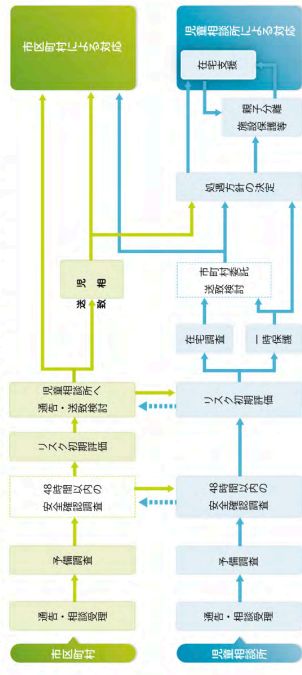 市区町村
通告・相談受理
予備調査
48時間以内の
安全確認調査
リスク初期評価
児童相談所へ
通告・送致検討
児相
送致
市区町村による対応
児童相談所
通告・相談受理
予備調査
48時間以内の
安全確認調査
リスク初期評価
在宅調査
一時保護
市町村委託
送致検討
処遇方針の決定
親子分離
施設保護等
在宅支援
児童相談所による対応